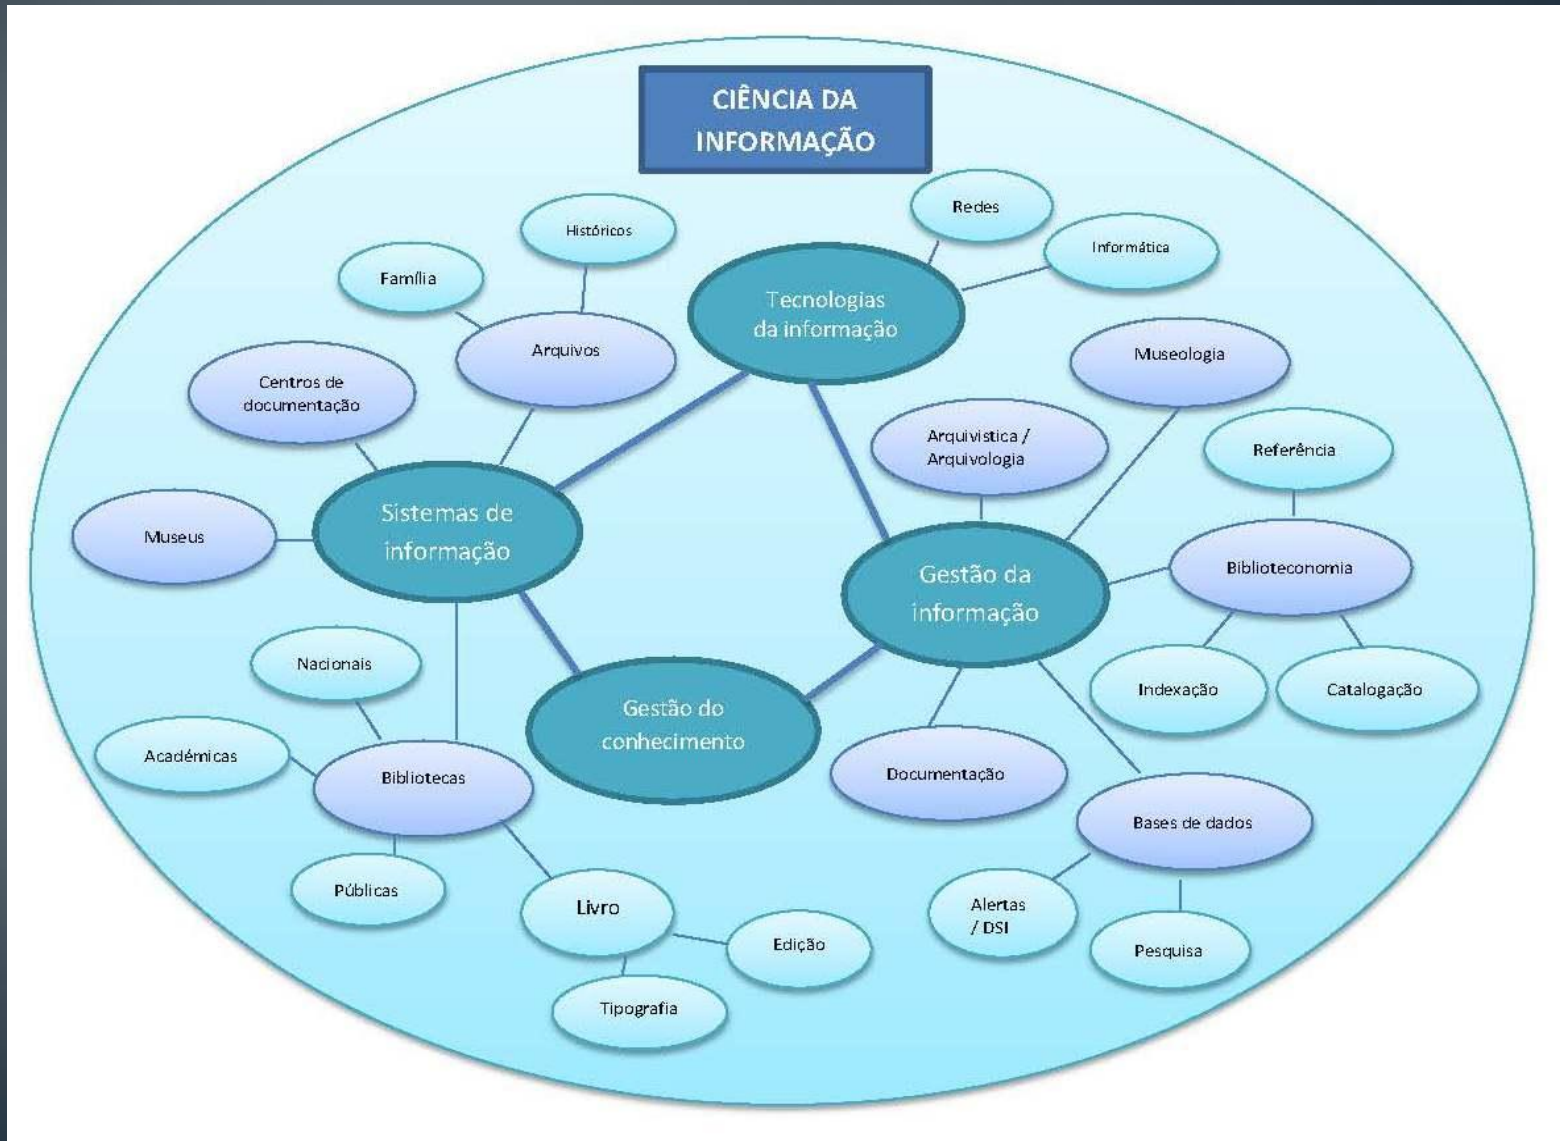 CIÊNCIA DA
INFORMAÇÃO
Redes
Históricos
Informática
Família
Tecnologias
da informação
Arquivos
Museologia
Centros de
documentação
Arquivistica /
Arquivologia
Referência
Sistemas de
informação
Museus
Biblioteconomia
Gestão da
informação
Nacionais
Indexação
Catalogação
Gestão do
conhecimento
Académicas
Bibliotecas
Documentação
Bases de dados
Públicas
Livro
Alertas
/ DSI
Edição
Pesquisa
Tipografia